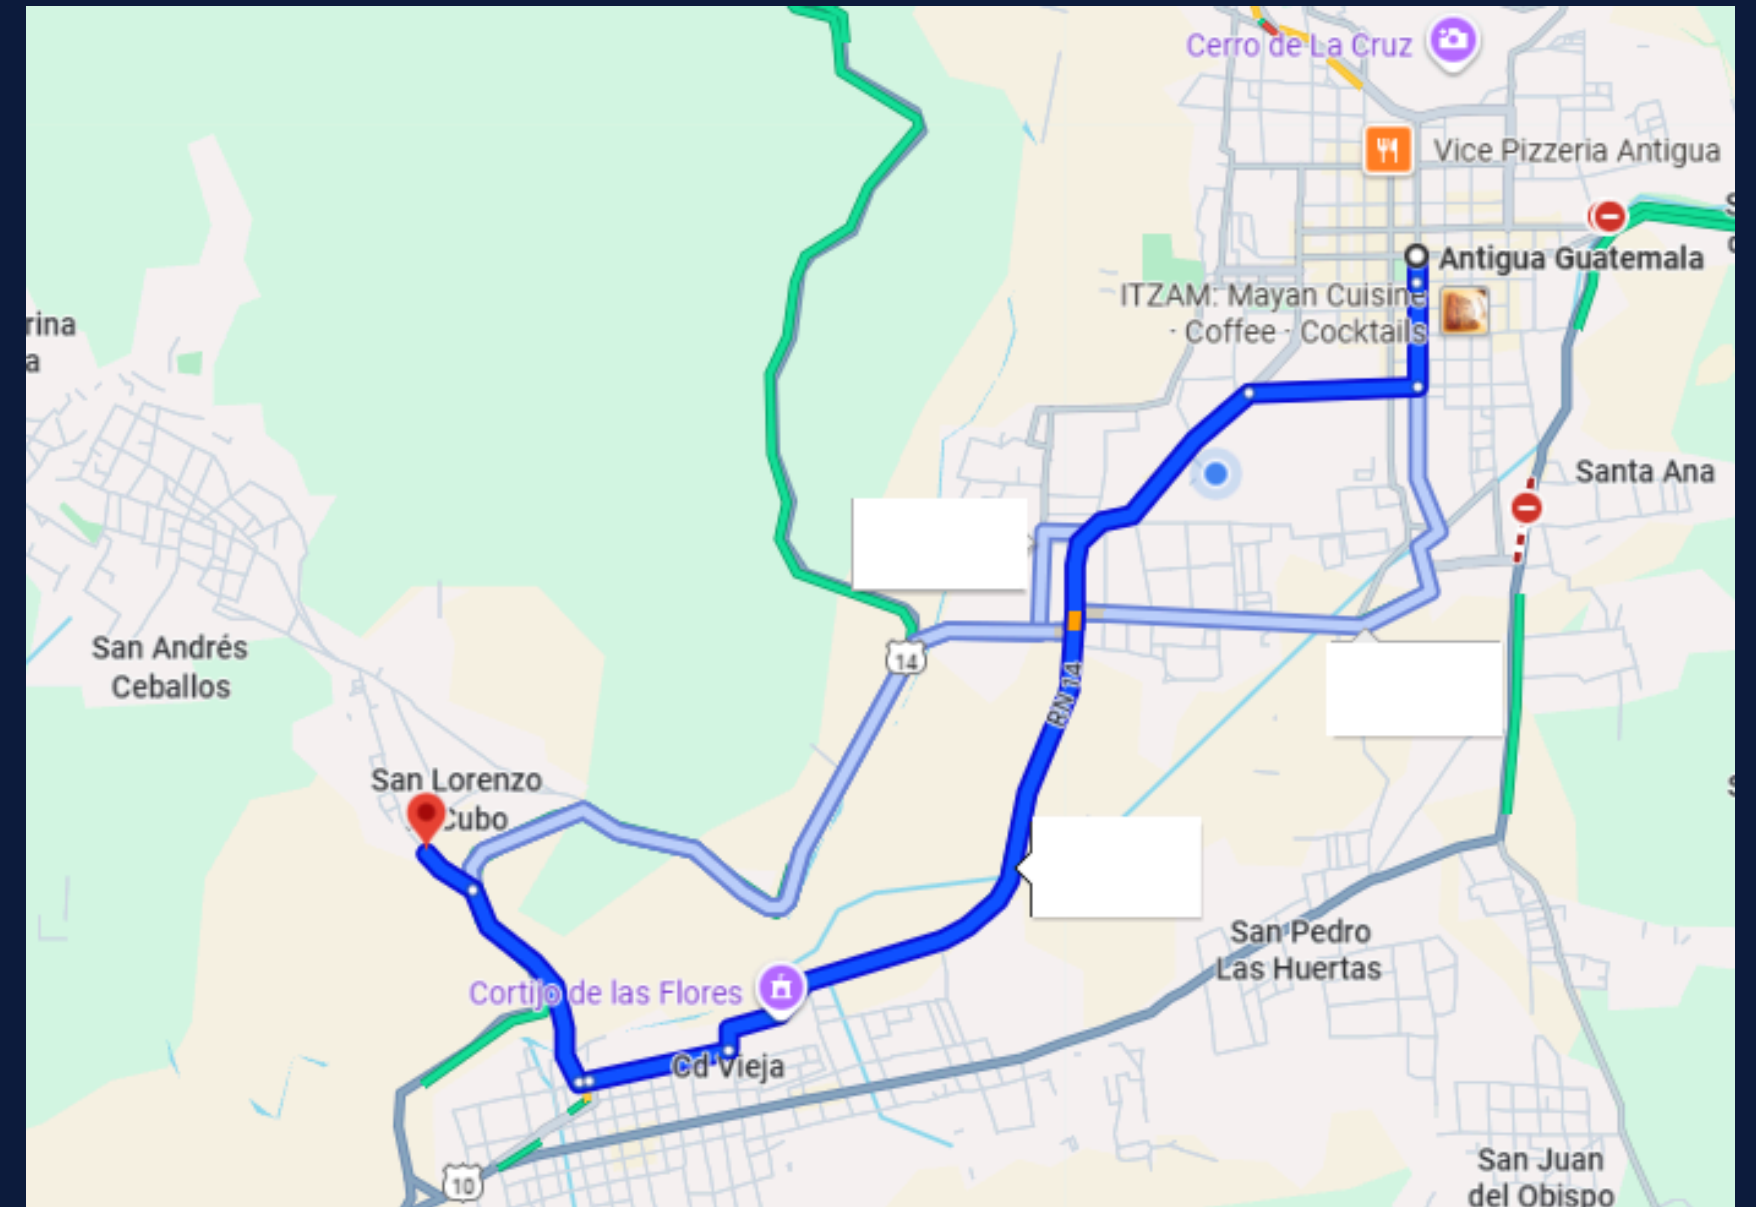 Cerro de La Cruz
Vice Pizzeria Antigua
Antigua Guatemala
ITZAM: Mayan Cuisine
· Coffee · Cocktails
rina
a
Santa Ana
San Andrés
Ceballos
14
RN 14
San Lorenzo
Cubo
San Pedro
Las Huertas
Cortijo de las Flores
Cd Vieja
10
San Juan
del Obispo